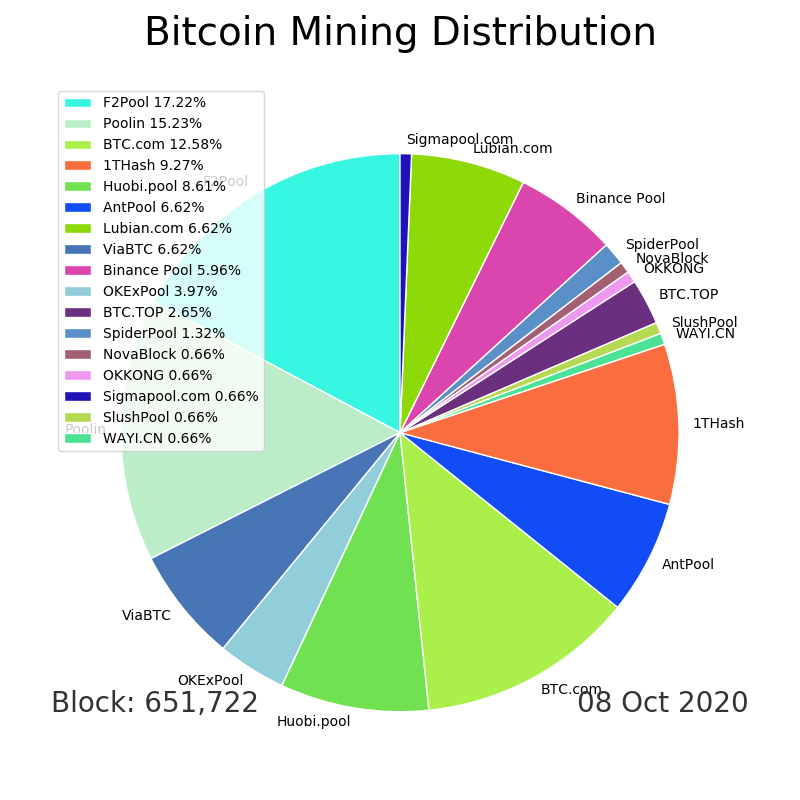 Bitcoin Mining Distribution
F2Pool 17.22%
Poolin 15.23%
BTC.com 12.58%
1THash 9.27%
Huobi.pool 8.61%
AntPool 6.62%
Lubian.com 6.62%
ViaBTC 6.62%
Binance Pool 5.96%
OKExPool 3.97%
BTC.TOP 2.65%
SpiderPool 1.32%
NovaBlock 0.66%
OKKONG 0.66%
Sigmapool.com 0.66%
SlushPool 0.66%
WAYI.CN 0.66%
F2Pool
Poolin
ViaBTC
OKExPool
Huobi.pool
BTC.com
AntPool
1THash
WAYI.CN
SlushPool
BTC.TOP
OKKONG
NovaBlock
SpiderPool
Binance Pool
Lubian.com
Sigmapool.com
Block: 651,722
08 Oct 2020